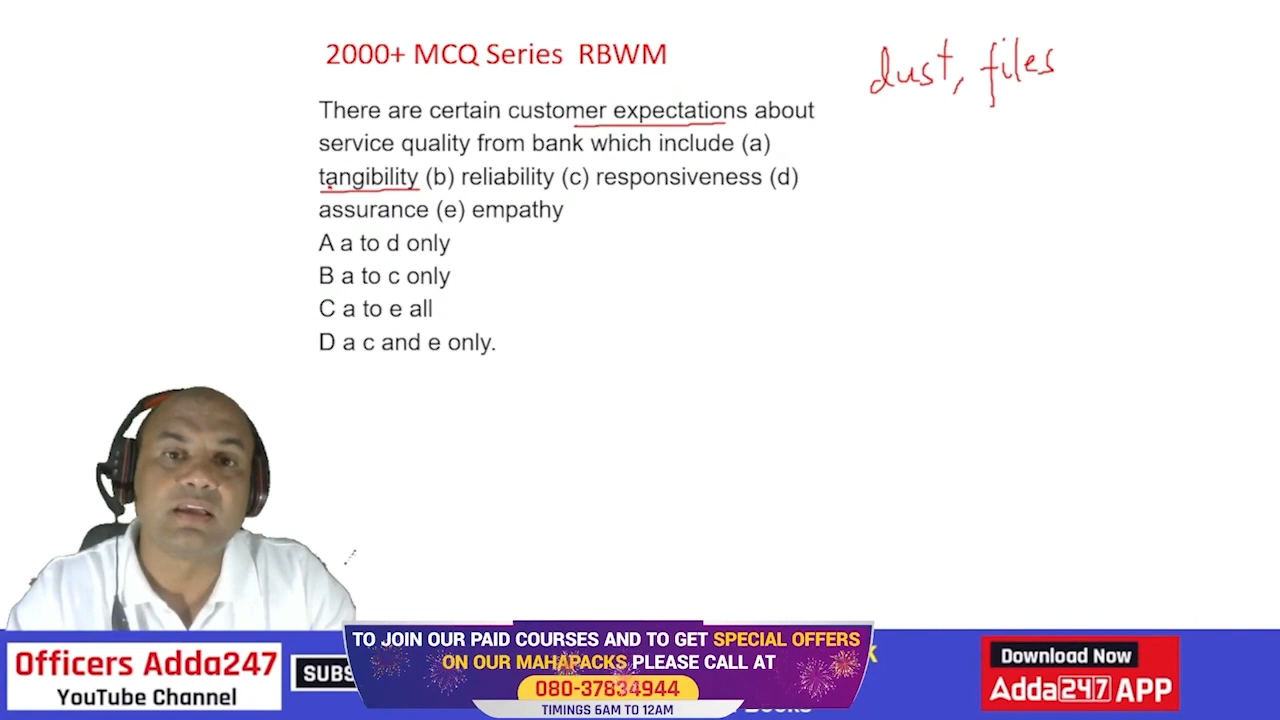 2000+ MCQ Series RBWM
dust, files
There are certain customer expectations about
service quality from bank which include (a)
tangibility (b) reliability (c) responsiveness (d)
assurance (e) empathy
A a to d only
B a to c only
C a to e all
D a c and e only.
Officers Adda247
YouTube Channel
SUBS
TO JOIN OUR PAID COURSES AND TO GET SPECIAL OFFERS
ON OUR MAHAPACKS PLEASE CALL AT
080-37834944
TIMINGS 6AM TO 12AM
Download Now
Adda247 APP